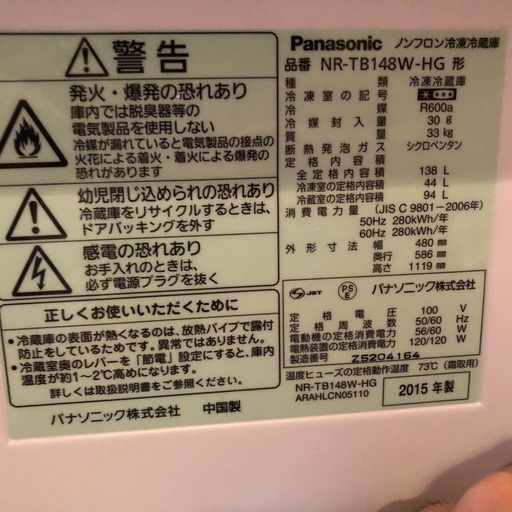 警告
発火・爆発の恐れあり
庫内では脱臭器等の
電気製品を使用しない
冷媒が漏れていると電気製品の接点の
火花による着火・着火による爆発の
恐れがあります
幼児閉じ込められの恐れあり
冷蔵庫をリサイクルするときは、
ドアパッキングを外す
感電の恐れあり
お手入れのときは、
必ず電源プラグを抜く
正しくお使いいただくために
●冷蔵庫の表面が熱くなるのは、放熱パイプで露付
防止をしているためです。異常ではありません。
●冷蔵室奥のレバーを「節電」設定にすると、庫内
温度が約1~2℃高めになります。
詳しくは取扱説明書をご参照ください。
パナソニック株式会社 中国製
Panasonic ノンフロン冷凍冷蔵庫
品番 NR-TB148W-HG 形
種類 冷凍冷蔵庫
冷凍室の記号
冷媒 R600a
冷媒封入量 30 g
質量 33 kg
断熱発泡ガス シクロペンタン
定格内容積
全定格内容積 138 L
冷凍室の定格内容積 44 L
冷蔵室の定格内容積 94 L
消費電力量 (JIS C 9801-2006年)
50Hz 280kWh/年
60Hz 280kWh/年
外形寸法 幅 480 mm
奥行 586 mm
高さ 1119 mm
JET PSE パナソニック株式会社
定格電圧 100 V
定格周波数 50/60 Hz
電動機の定格消費電力 56/60 W
電熱装置の定格消費電力 120/120 W
製造番号 Z5204164
温度ヒューズの定格動作温度 73℃ (霜取用)
NR-TB148W-HG
ARAHLCN05110
2015 年製